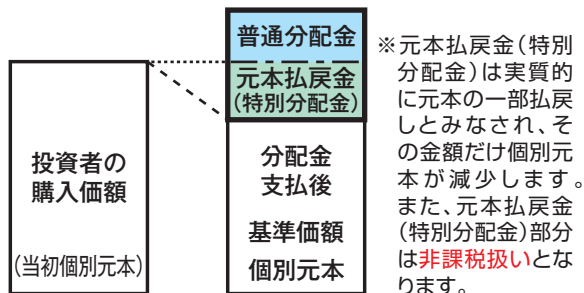 普通分配金
元本払戻金
(特別分配金)
分配金
支払後
基準価額
個別元本
投資者の
購入価額
(当初個別元本)
※元本払戻金(特別
分配金)は実質的
に元本の一部払戻
しとみなされ、そ
の金額だけ個別元
本が減少します。
また、元本払戻金
(特別分配金)部分
は非課税扱いとな
ります。